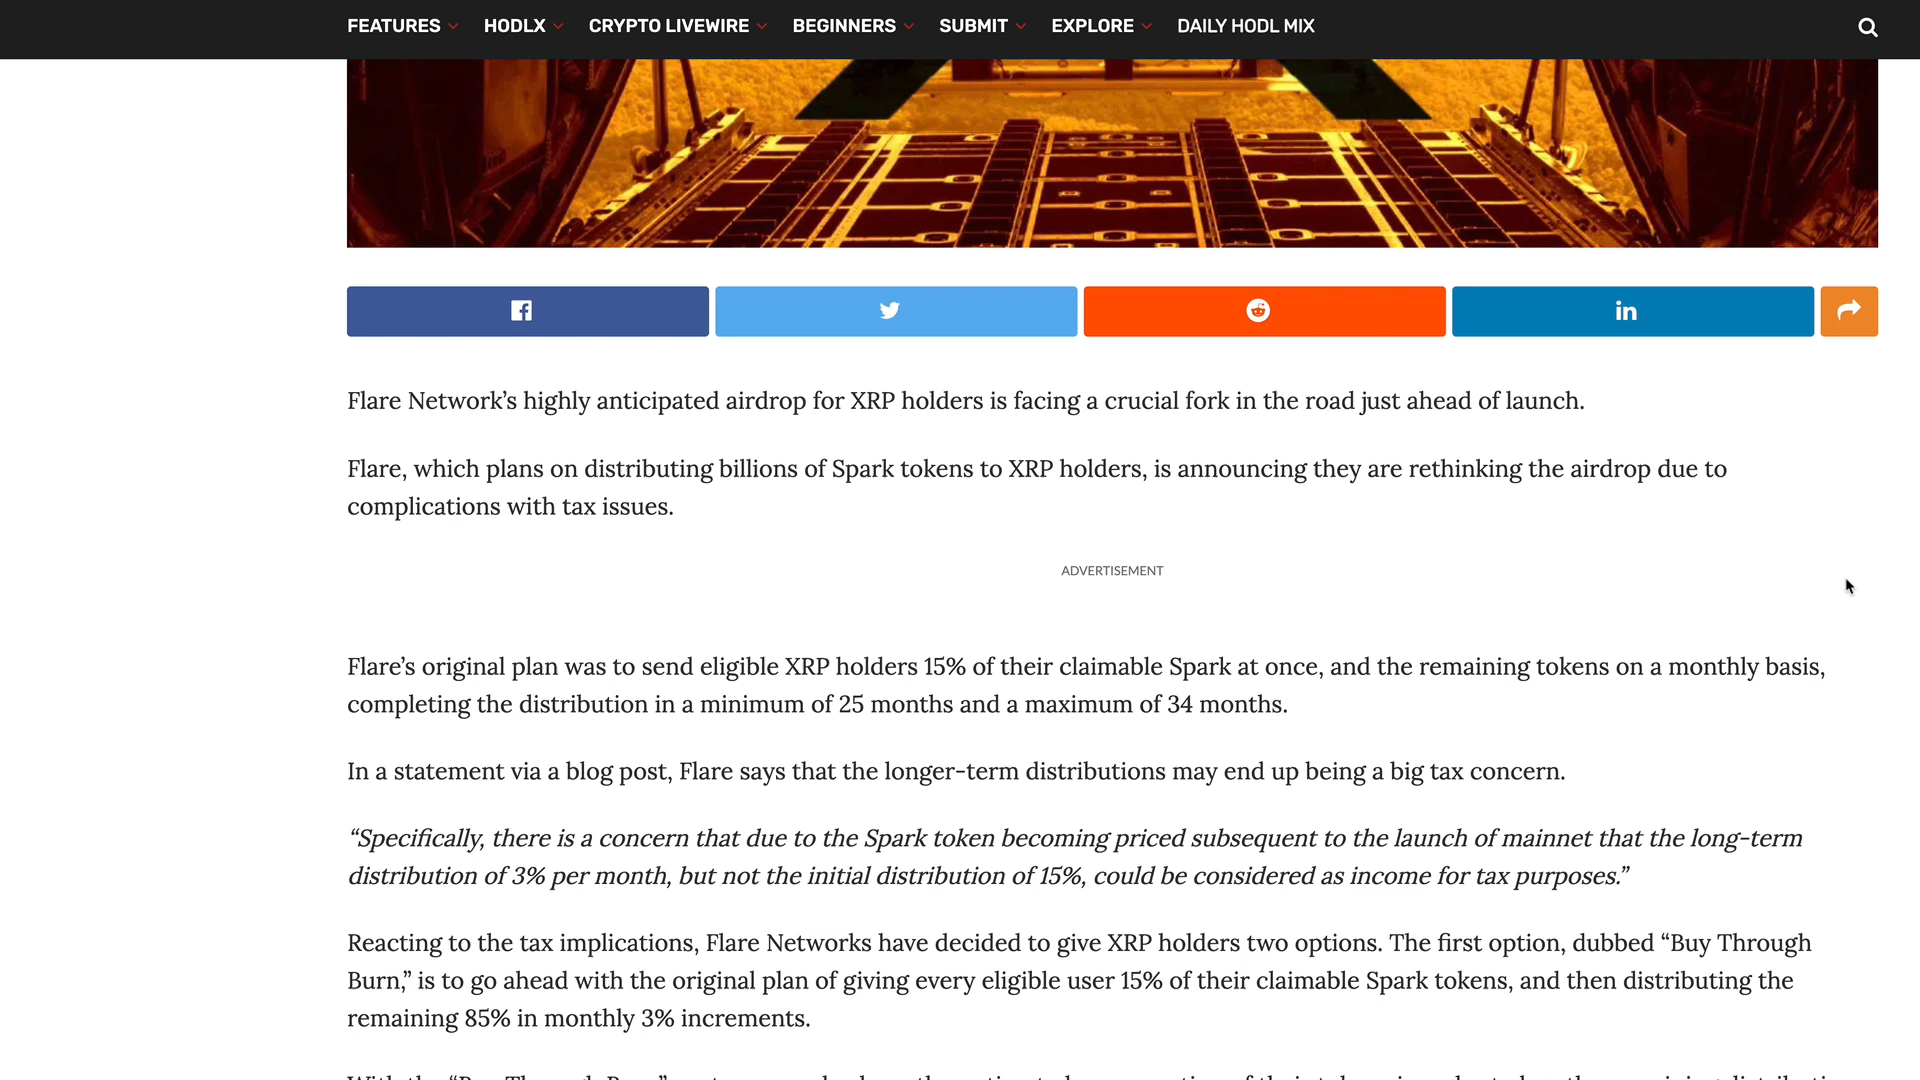 FEATURES HODLX CRYPTO LIVEWIRE BEGINNERS SUBMIT EXPLORE DAILY HODL MIX
Flare Network’s highly anticipated airdrop for XRP holders is facing a crucial fork in the road just ahead of launch.
Flare, which plans on distributing billions of Spark tokens to XRP holders, is announcing they are rethinking the airdrop due to
complications with tax issues.
ADVERTISEMENT
Flare’s original plan was to send eligible XRP holders 15% of their claimable Spark at once, and the remaining tokens on a monthly basis,
completing the distribution in a minimum of 25 months and a maximum of 34 months.
In a statement via a blog post, Flare says that the longer-term distributions may end up being a big tax concern.
“Specifically, there is a concern that due to the Spark token becoming priced subsequent to the launch of mainnet that the long-term
distribution of 3% per month, but not the initial distribution of 15%, could be considered as income for tax purposes.”
Reacting to the tax implications, Flare Networks have decided to give XRP holders two options. The first option, dubbed “Buy Through
Burn,” is to go ahead with the original plan of giving every eligible user 15% of their claimable Spark tokens, and then distributing the
remaining 85% in monthly 3% increments.